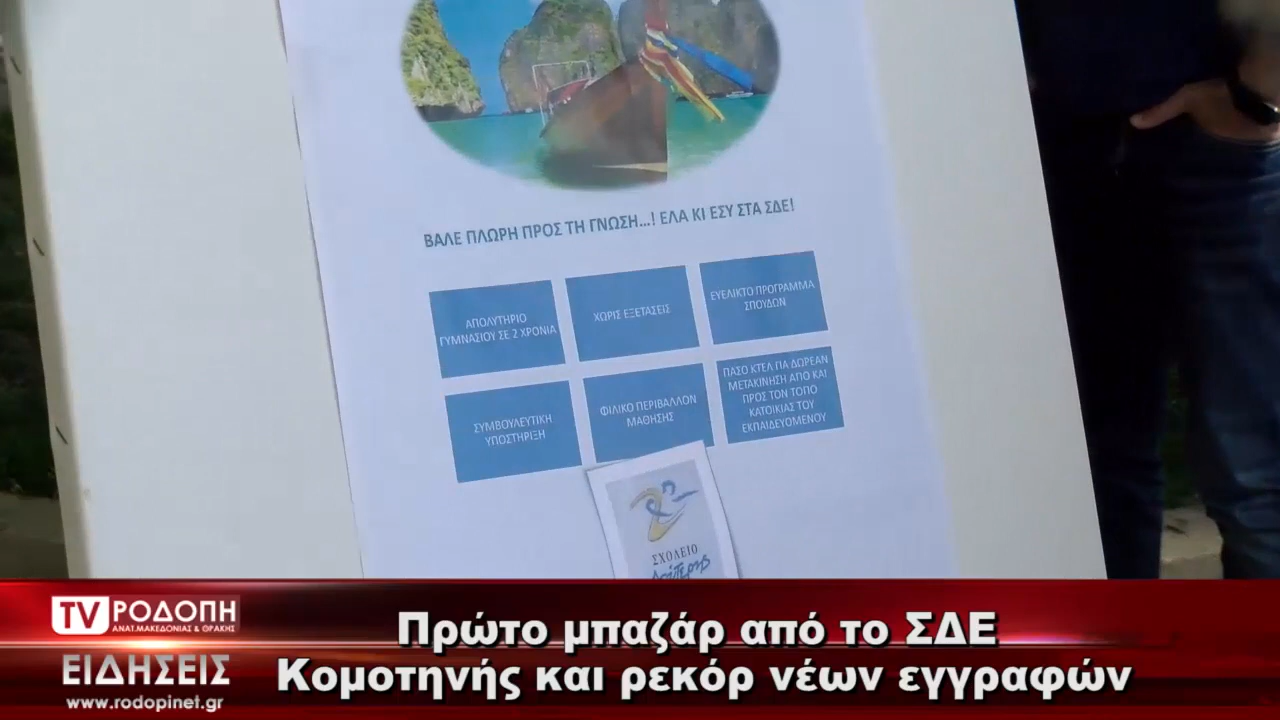 ΒΑΛΕ ΠΛΩΡΗ ΠΡΟΣ ΤΗ ΓΝΩΣΗ...! ΕΛΑ ΚΙ ΕΣΥ ΣΤΑ ΣΔΕ!
ΑΠΟΛΥΤΗΡΙΟ
ΓΥΜΝΑΣΙΟΥ ΣΕ 2 ΧΡΟΝΙΑ
ΧΩΡΙΣ ΕΞΕΤΑΣΕΙΣ
ΕΥΕΛΙΚΤΟ ΠΡΟΓΡΑΜΜΑ
ΣΠΟΥΔΩΝ
ΣΥΜΒΟΥΛΕΥΤΙΚΗ
ΥΠΟΣΤΗΡΙΞΗ
ΦΙΛΙΚΟ ΠΕΡΙΒΑΛΛΟΝ
ΜΑΘΗΣΗΣ
ΠΑΣΟ ΚΤΕΛ ΓΙΑ ΔΩΡΕΑΝ
ΜΕΤΑΚΙΝΗΣΗ ΑΠΟ ΚΑΙ
ΠΡΟΣ ΤΟΝ ΤΟΠΟ
ΚΑΤΟΙΚΙΑΣ ΤΟΥ
ΕΚΠΑΙΔΕΥΟΜΕΝΟΥ
ΣΧΟΛΕΙΟ
TV ΡΟΔΟΠΗ
ΑΝΑΤ.ΜΑΚΕΔΟΝΙΑΣ & ΘΡΑΚΗΣ
ΕΙΔΗΣΕΙΣ
www.rodopinet.gr
Πρώτο μπαζάρ από το ΣΔΕ
Κομοτηνής και ρεκόρ νέων εγγραφών